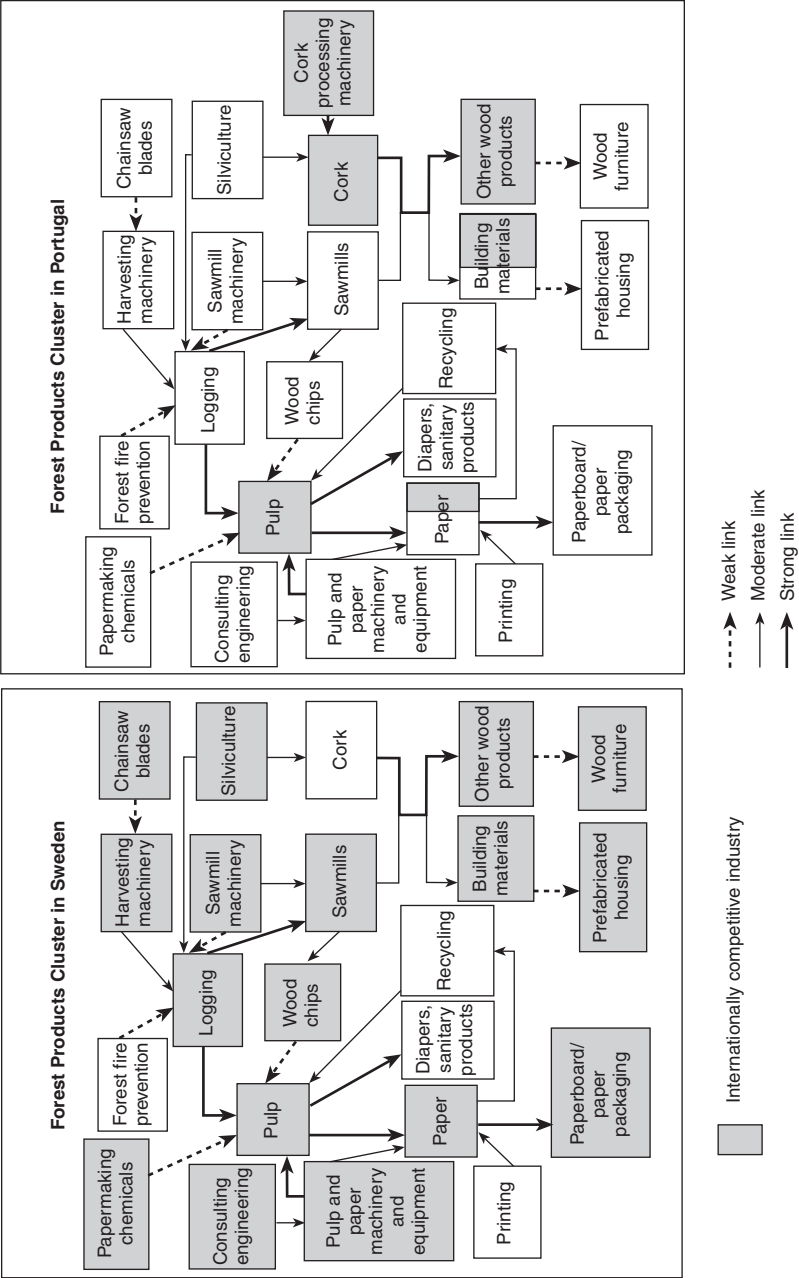 Forest Products Cluster in Sweden
Papermaking
chemicals
Forest fire
prevention
Harvesting
machinery
Chainsaw
blades
Consulting
engineering
Pulp
Logging
Sawmill
machinery
Silviculture
Pulp and
paper
machinery
and
equipment
Wood
chips
Sawmills
Cork
Printing
Paper
Diapers,
sanitary
products
Recycling
Building
materials
Other wood
products
Paperboard/
paper
packaging
Prefabricated
housing
Wood
furniture
Forest Products Cluster in Portugal
Papermaking
chemicals
Forest fire
prevention
Harvesting
machinery
Chainsaw
blades
Consulting
engineering
Pulp
Logging
Sawmill
machinery
Silviculture
Pulp and
paper
machinery
and
equipment
Wood
chips
Sawmills
Cork
Cork
processing
machinery
Printing
Paper
Diapers,
sanitary
products
Recycling
Building
materials
Other wood
products
Paperboard/
paper
packaging
Prefabricated
housing
Wood
furniture
Internationally competitive industry
Weak link
Moderate link
Strong link